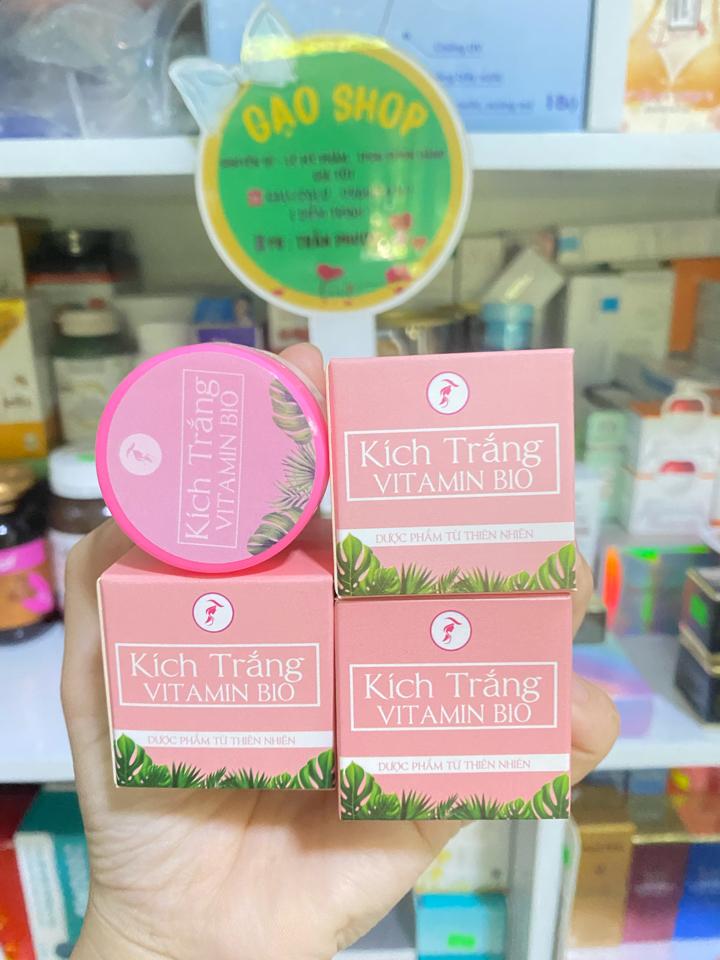 GẠO SHOP
Kích Trắng
VITAMIN BIO
Kích Trắng
VITAMIN BIO
DƯỢC PHẨM TỪ THIÊN NHIÊN
Kích Trắng
VITAMIN BIO
DƯỢC PHẨM TỪ THIÊN NHIÊN
Kích Trắng
VITAMIN BIO
DƯỢC PHẨM TỪ THIÊN NHIÊN